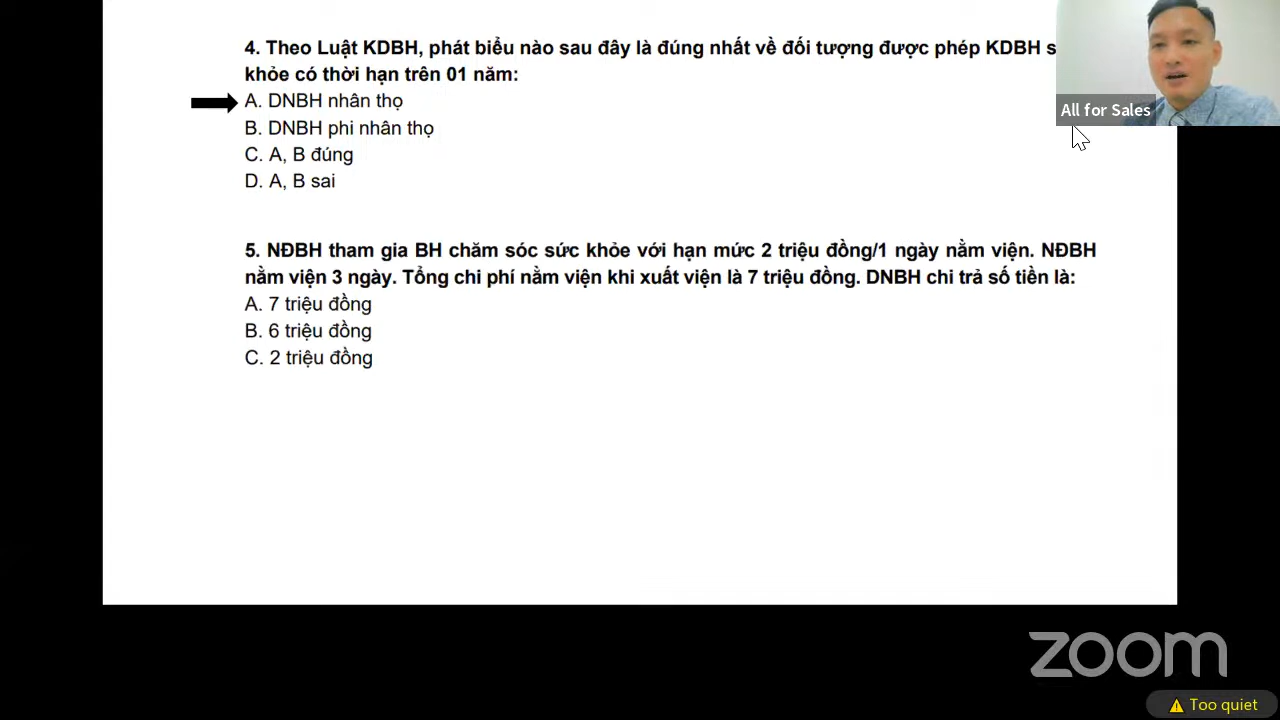 4. Theo Luật KDBH, phát biểu nào sau đây là đúng nhất về đối tượng được phép KDBH s
khỏe có thời hạn trên 01 năm:
A. DNBH nhân thọ
B. DNBH phi nhân thọ
C. A, B đúng
D. A, B sai
All for Sales
5. NĐBH tham gia BH chăm sóc sức khỏe với hạn mức 2 triệu đồng/1 ngày nằm viện. NĐBH
nằm viện 3 ngày. Tổng chi phí nằm viện khi xuất viện là 7 triệu đồng. DNBH chi trả số tiền là:
A. 7 triệu đồng
B. 6 triệu đồng
C. 2 triệu đồng
zoom
Too quiet